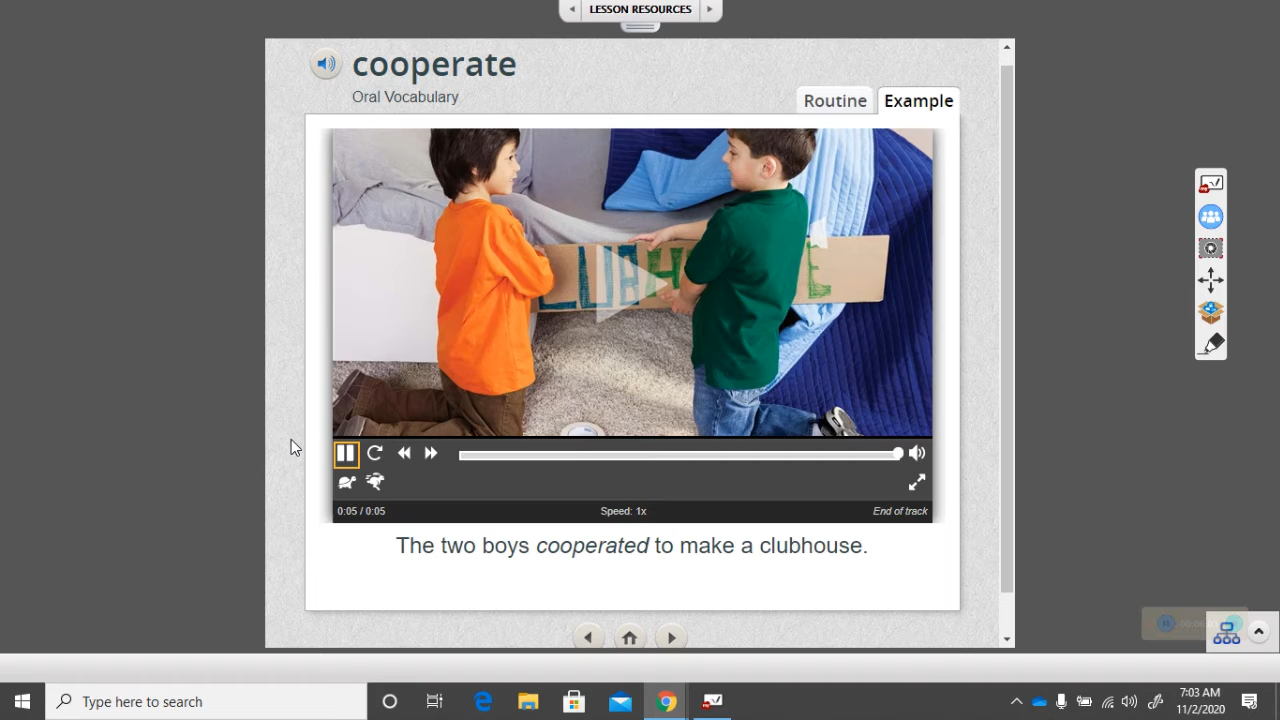 LESSON RESOURCES
cooperate
Oral Vocabulary
Routine
Example
LUBH E
0:05 / 0:05
Speed: 1x
End of track
The two boys cooperated to make a clubhouse.
Type here to search
7:03 AM
11/2/2020